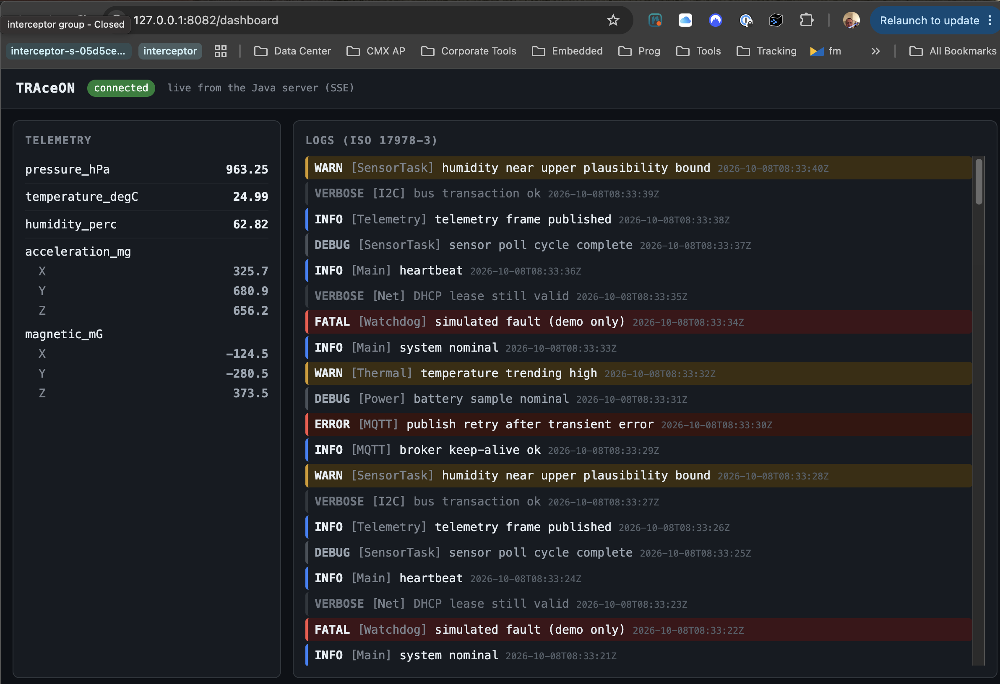 127.0.0.1:8082/dashboard
Relaunch to update
interceptor group - Closed
interceptor-s-05d5ce...
interceptor
Data Center
CMX AP
Corporate Tools
Embedded
Prog
Tools
Tracking
fm
All Bookmarks
TRAceON connected live from the Java server (SSE)
TELEMETRY
pressure_hPa 963.25
temperature_degC 24.99
humidity_perc 62.82
acceleration_mg
X 325.7
Y 680.9
Z 656.2
magnetic_mG
X -124.5
Y -280.5
Z 373.5
LOGS (ISO 17978-3)
WARN [SensorTask] humidity near upper plausibility bound 2026-10-08T08:33:40Z
VERBOSE [I2C] bus transaction ok 2026-10-08T08:33:39Z
INFO [Telemetry] telemetry frame published 2026-10-08T08:33:38Z
DEBUG [SensorTask] sensor poll cycle complete 2026-10-08T08:33:37Z
INFO [Main] heartbeat 2026-10-08T08:33:36Z
VERBOSE [Net] DHCP lease still valid 2026-10-08T08:33:35Z
FATAL [Watchdog] simulated fault (demo only) 2026-10-08T08:33:34Z
INFO [Main] system nominal 2026-10-08T08:33:33Z
WARN [Thermal] temperature trending high 2026-10-08T08:33:32Z
DEBUG [Power] battery sample nominal 2026-10-08T08:33:31Z
ERROR [MQTT] publish retry after transient error 2026-10-08T08:33:30Z
INFO [MQTT] broker keep-alive ok 2026-10-08T08:33:29Z
WARN [SensorTask] humidity near upper plausibility bound 2026-10-08T08:33:28Z
VERBOSE [I2C] bus transaction ok 2026-10-08T08:33:27Z
INFO [Telemetry] telemetry frame published 2026-10-08T08:33:26Z
DEBUG [SensorTask] sensor poll cycle complete 2026-10-08T08:33:25Z
INFO [Main] heartbeat 2026-10-08T08:33:24Z
VERBOSE [Net] DHCP lease still valid 2026-10-08T08:33:23Z
FATAL [Watchdog] simulated fault (demo only) 2026-10-08T08:33:22Z
INFO [Main] system nominal 2026-10-08T08:33:21Z